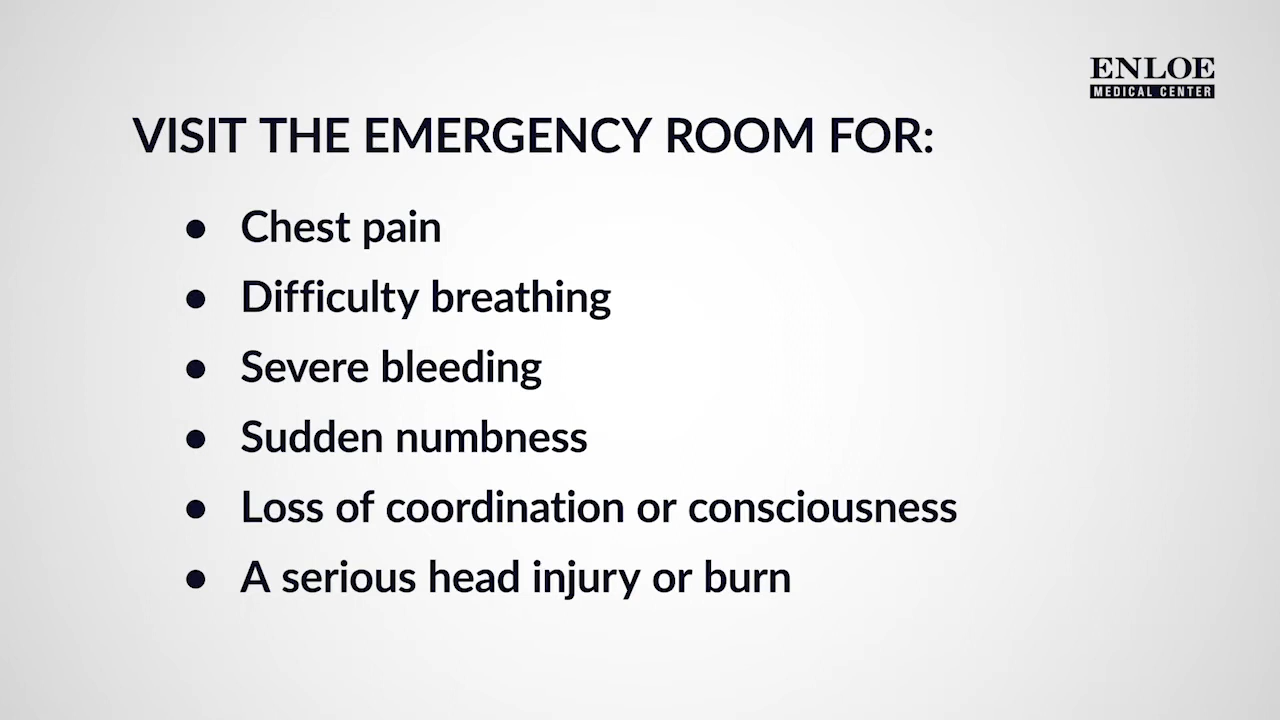 ENLOE
MEDICAL CENTER
VISIT THE EMERGENCY ROOM FOR:
● Chest pain
● Difficulty breathing
● Severe bleeding
● Sudden numbness
● Loss of coordination or consciousness
● A serious head injury or burn